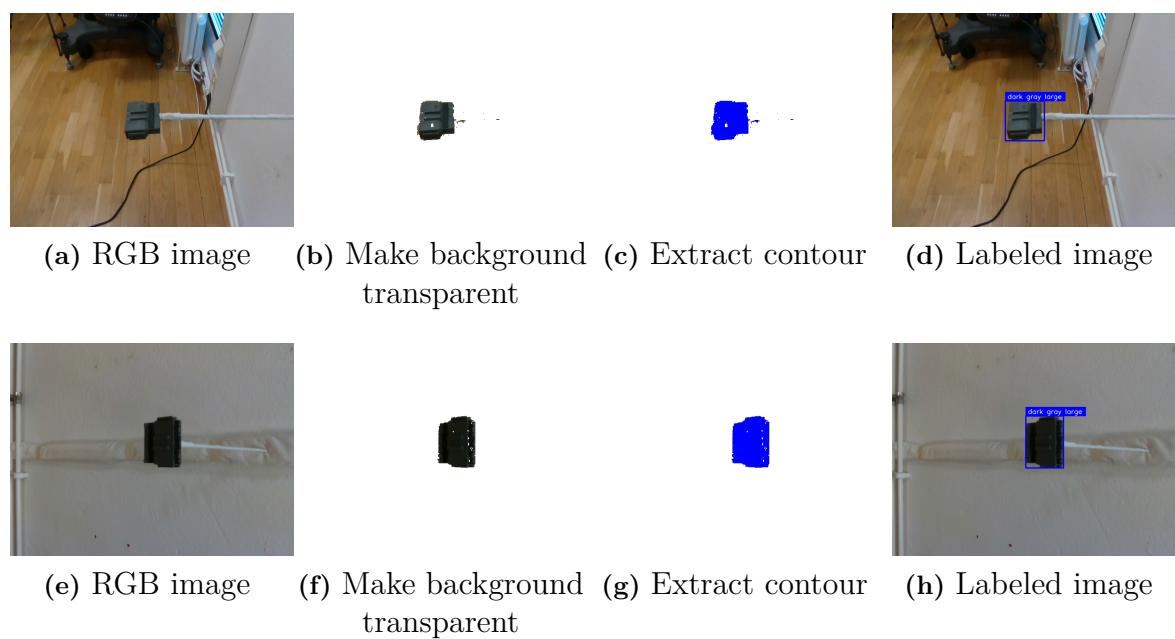 dark gray large
(a) RGB image
(b) Make background
transparent
(c) Extract contour
(d) Labeled image
dark gray large
(e) RGB image
(f) Make background
transparent
(g) Extract contour
(h) Labeled image